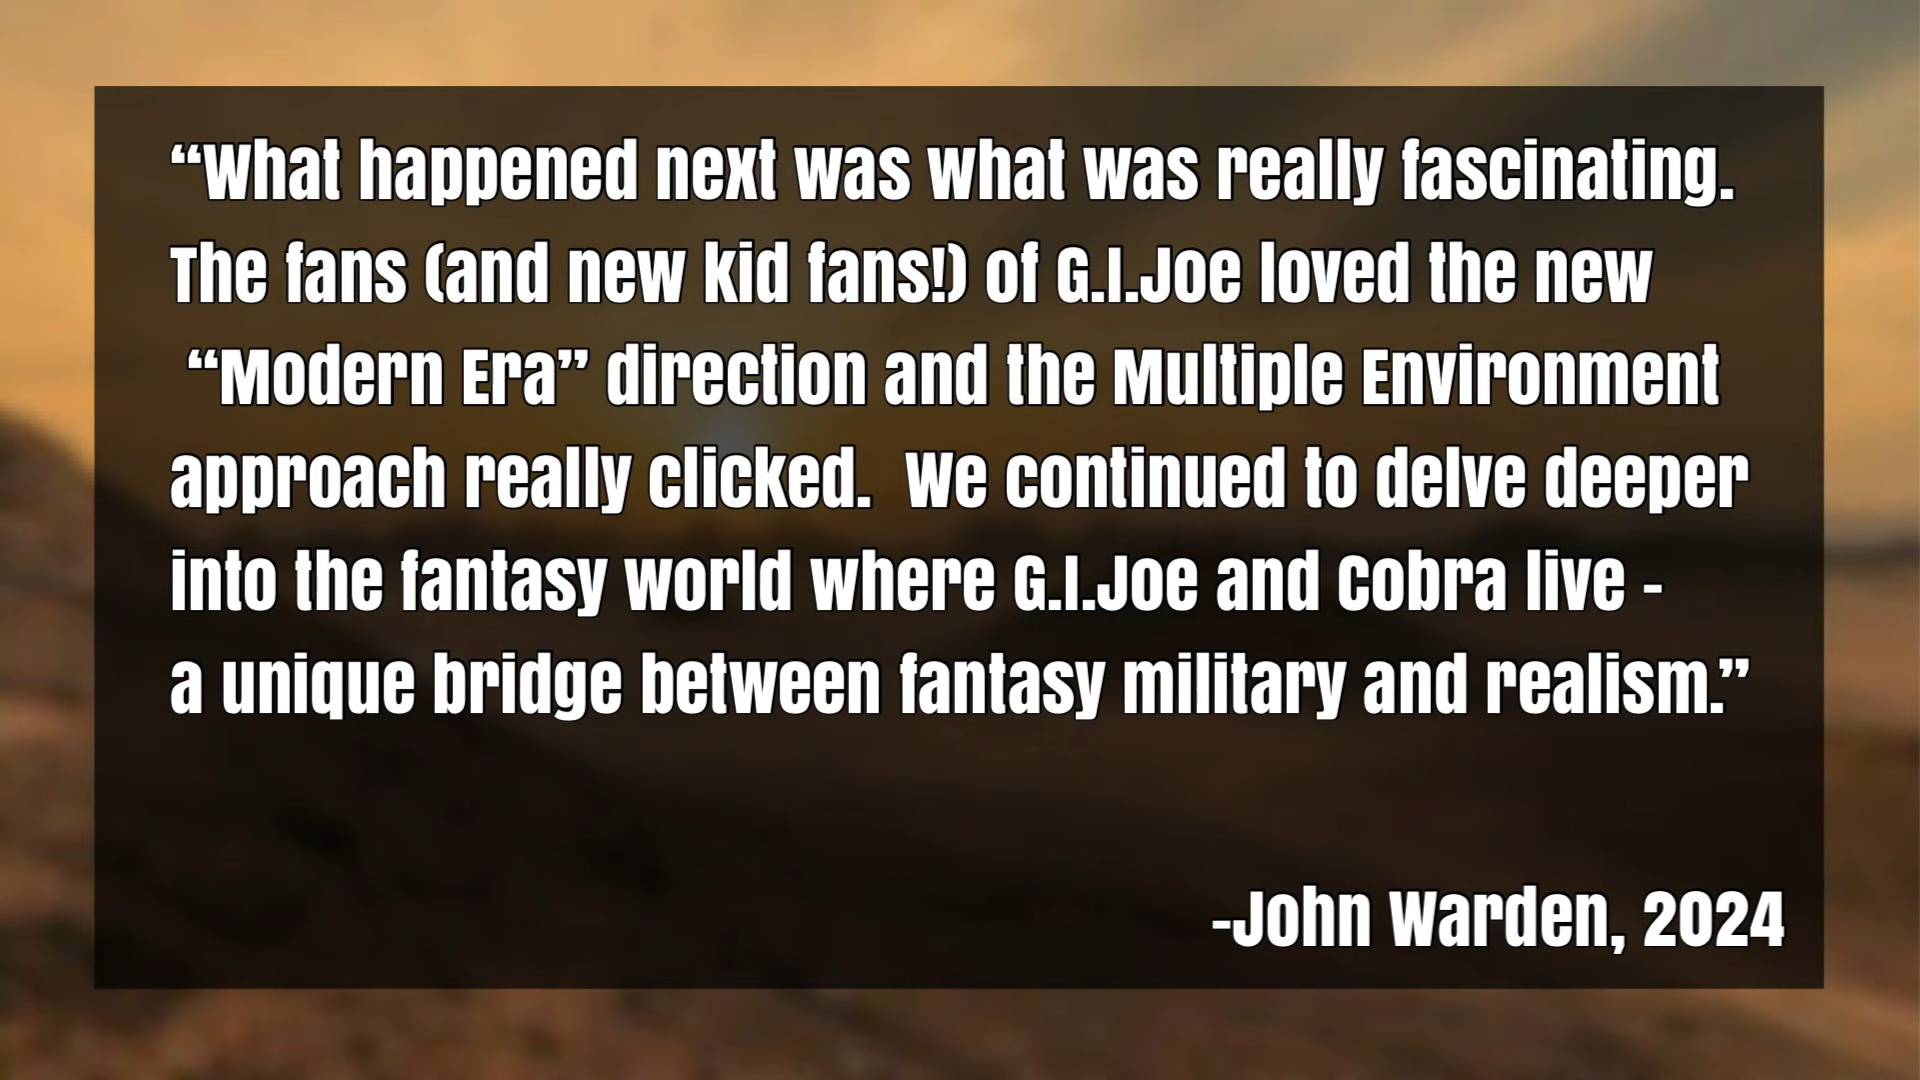 “What happened next was what was really fascinating.
The fans (and new kid fans!) of G.I.Joe loved the new
“Modern Era” direction and the Multiple Environment
approach really clicked.  We continued to delve deeper
into the fantasy world where G.I.Joe and Cobra live -
a unique bridge between fantasy military and realism.”
-John Warden, 2024